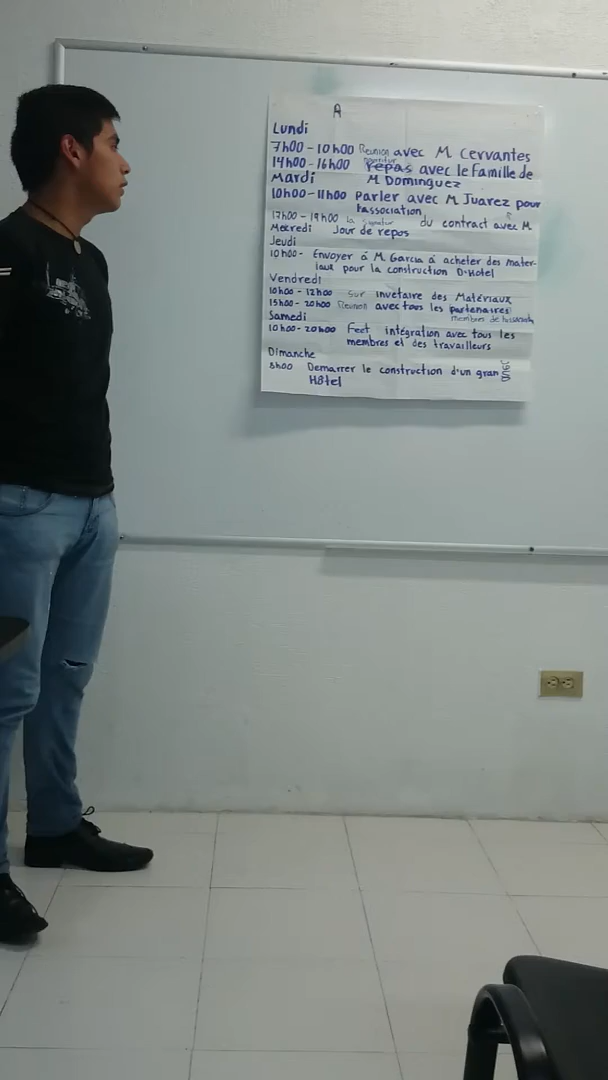 A
Lundi
7h00-10h00 Reunion avec M Cervantes
14h00-16h00 repas avec le Famille de
Mardi M Dominguez
10h00-11h00 Parler avec M Juarez pour
l'association
17h00-19h00 la signatur du contract avec M.
Mecredi Jour de repos
Jeudi
10h00- Envoyer á M. Garcia á acheter des mater-
iaux pour la construction D-Hotel
Vendredi
10h00-12h00 sur invetaire des Matériaux
15h00-20h00 Reunion avec tous les partenaires
Samedi membres de
10h00-20h00 Feet intégration avec tous les
membres et des travailleurs
Dimanche
8h00 Demarrer le construction d'un gran
Hôtel